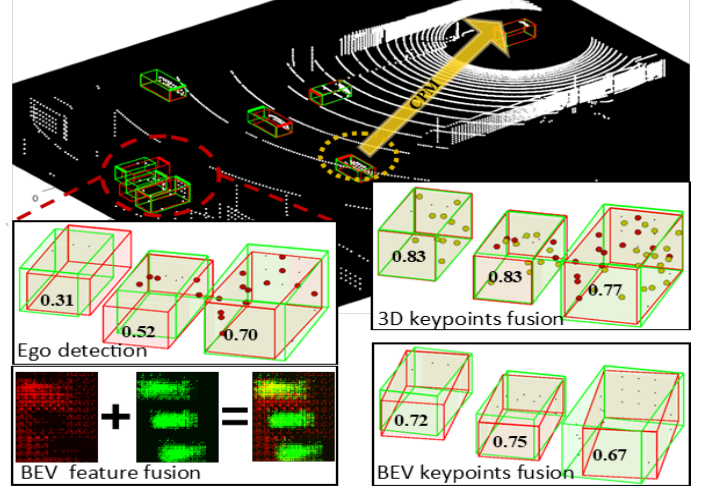 CPM
0
0.31
0.52
0.70
Ego detection
0.83
0.83
0.77
3D keypoints fusion
+
=
BEV feature fusion
0.72
0.75
0.67
BEV keypoints fusion